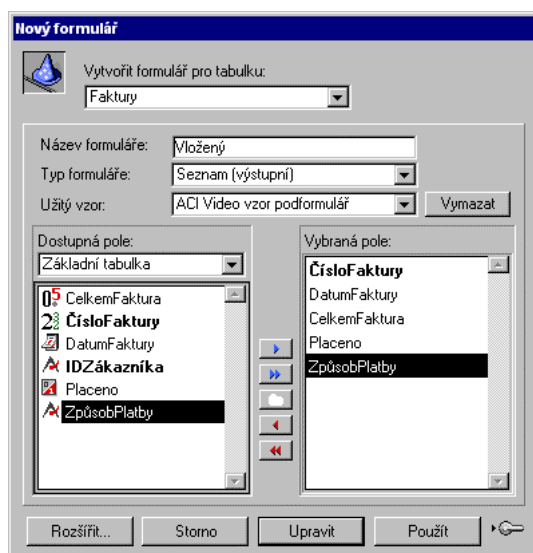 Nový formulář
Vytvořit formulář pro tabulku:
Faktury
Název formuláře: Vložený
Typ formuláře: Seznam (výstupní)
Užitý vzor: ACI Video vzor podformulář Vymazat
Dostupná pole:
Základní tabulka
CelkemFaktura
ČísloFaktury
DatumFaktury
IDZákazníka
Placeno
ZpůsobPlatby
Vybraná pole:
ČísloFaktury
DatumFaktury
CelkemFaktura
Placeno
ZpůsobPlatby
Rozšířit... Storno Upravit Použít